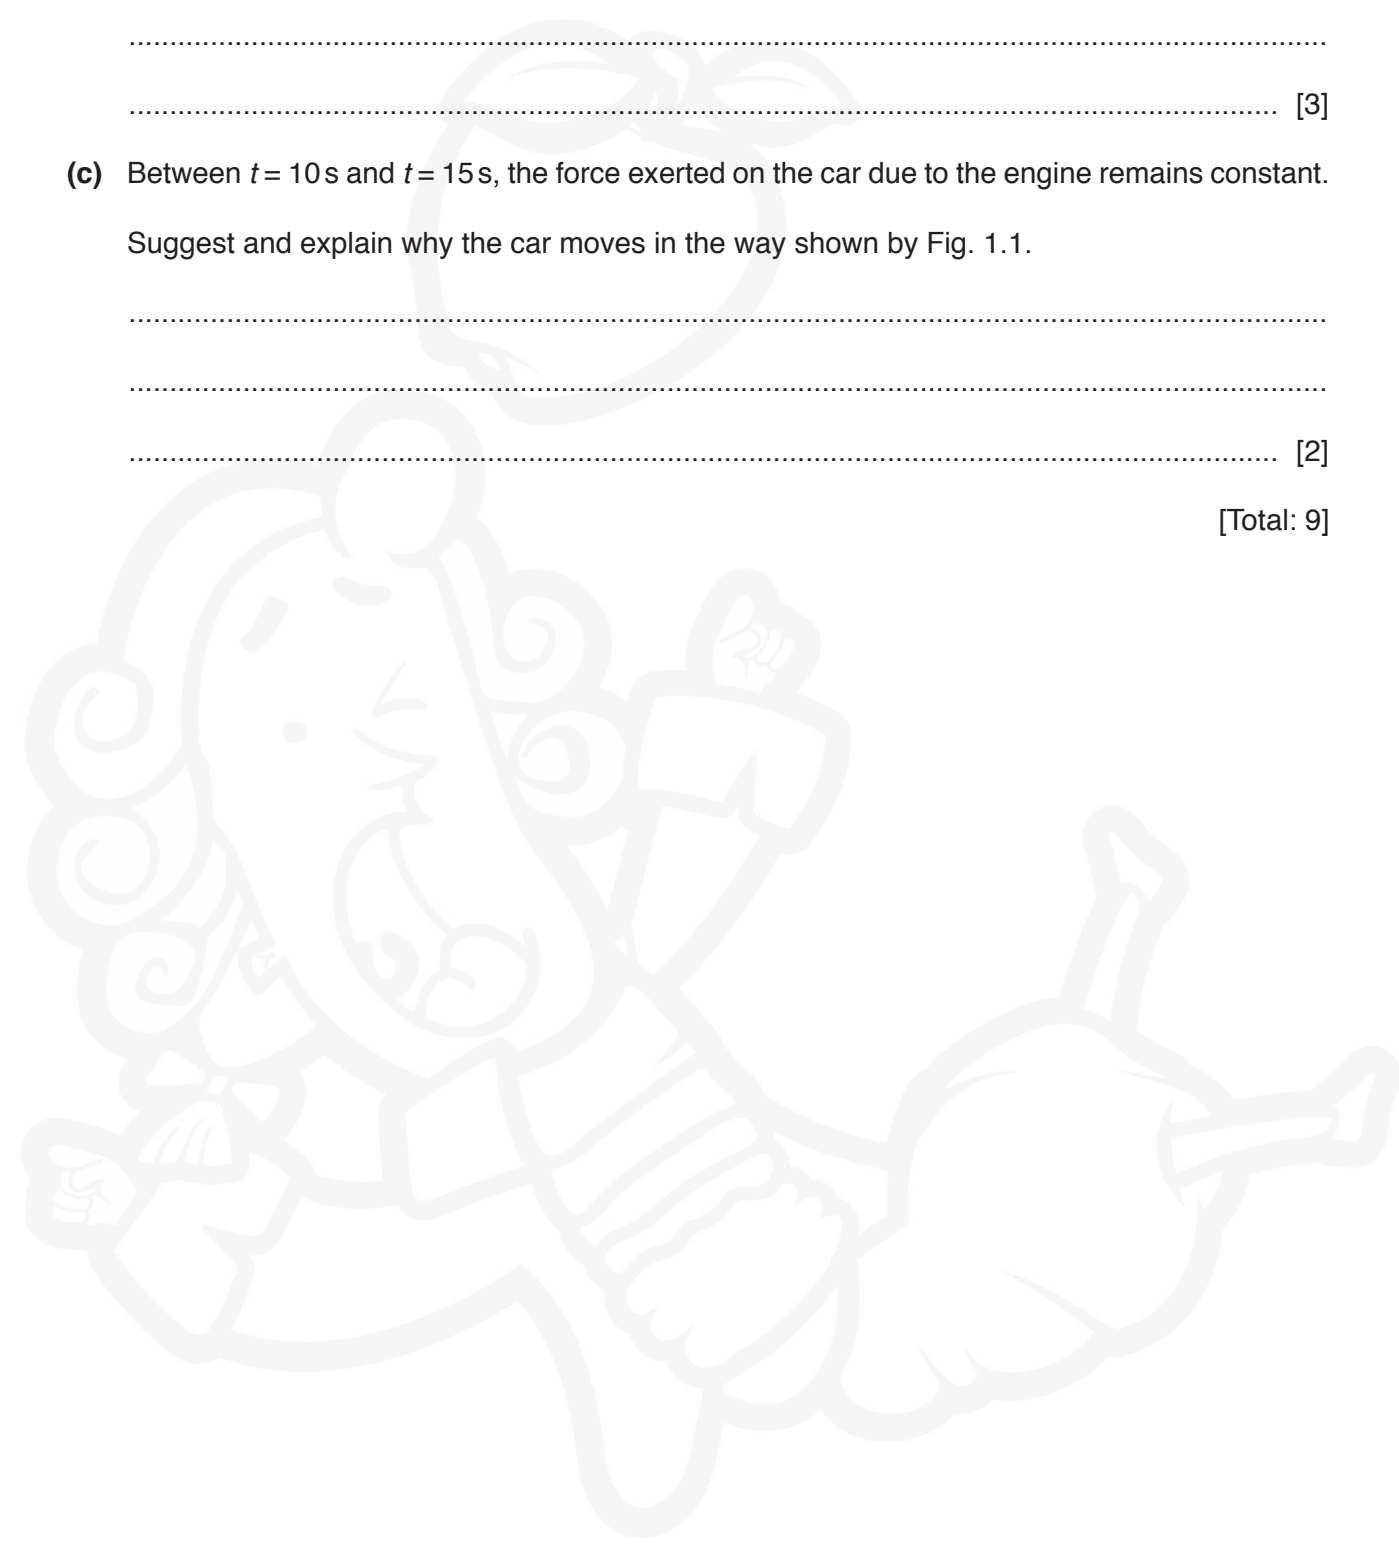 [3]
(c) Between t = 10 s and t = 15 s, the force exerted on the car due to the engine remains constant.
Suggest and explain why the car moves in the way shown by Fig. 1.1.
[2]
[Total: 9]